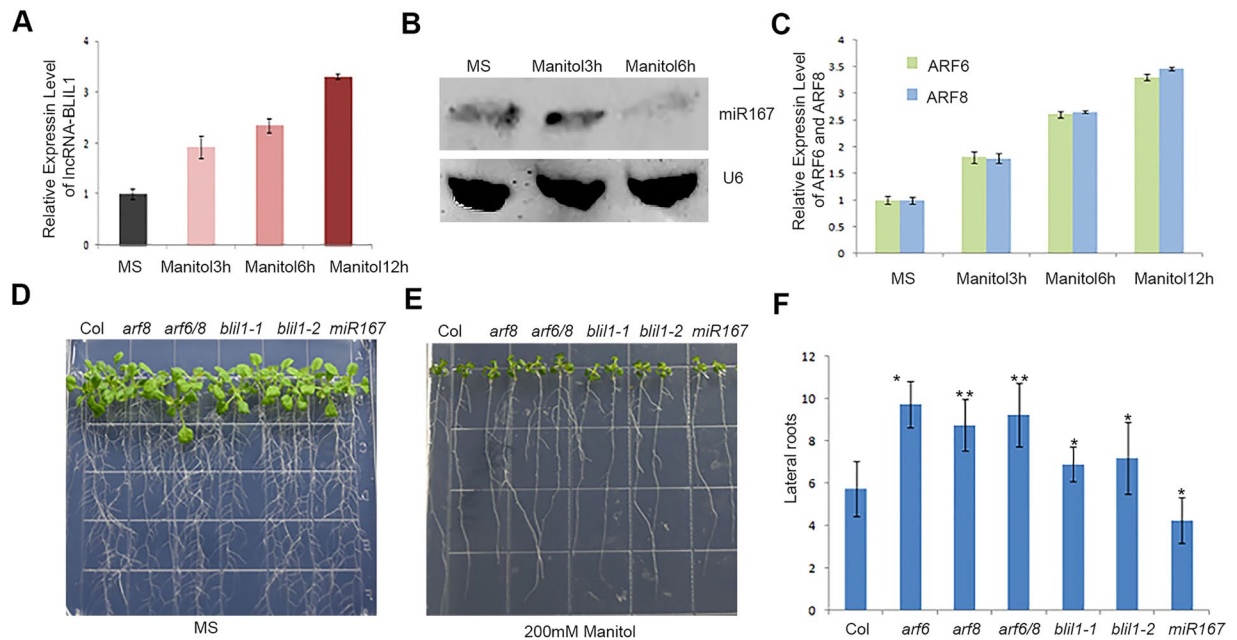 A
Relative Expressin Level
of lncRNA-BLIL1
4
3
2
1
0
MS Manitol3h Manitol6h Manitol12h
B
MS Manitol3h Manitol6h
miR167
U6
C
Relative Expressin Level
of ARF6 and ARF8
4
3.5
3
2.5
2
1.5
1
0.5
0
ARF6
ARF8
MS Manitol3h Manitol6h Manitol12h
D
Col arf8 arf6/8 blil1-1 blil1-2 miR167
MS
E
Col arf8 arf6/8 blil1-1 blil1-2 miR167
200mM Manitol
F
Lateral roots
12
10
8
6
4
2
0
* ** ** * * *
Col arf6 arf8 arf6/8 blil1-1 blil1-2 miR167